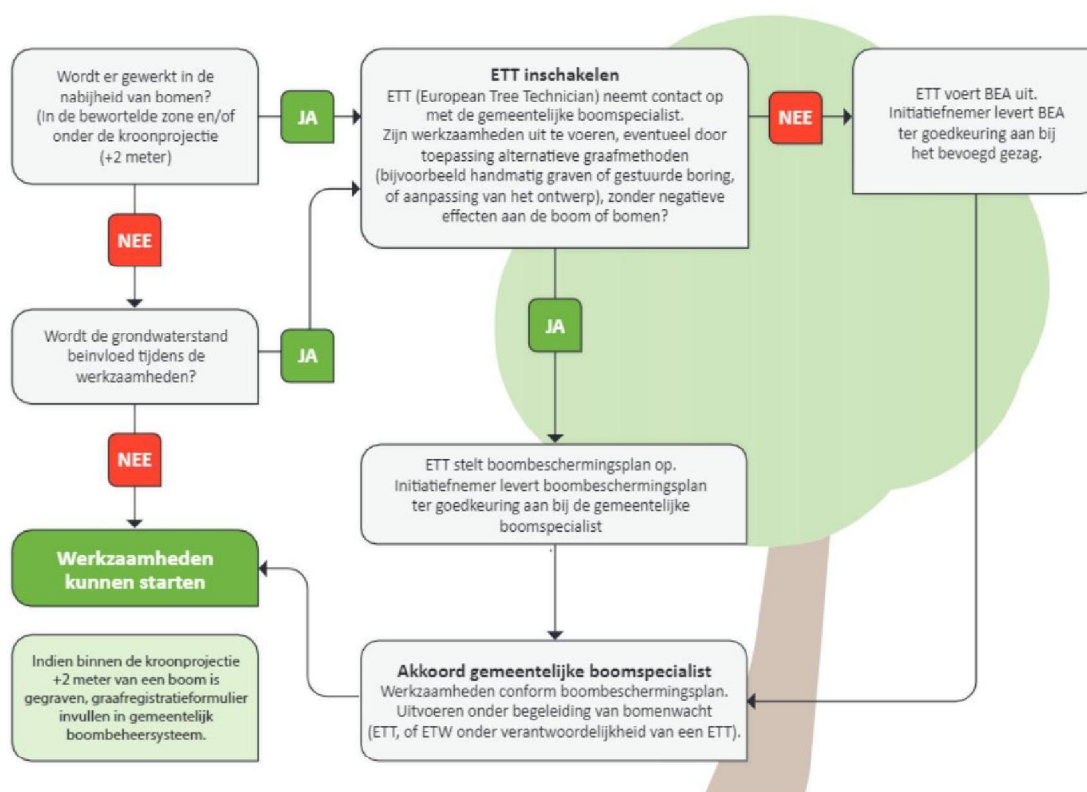 Wordt er gewerkt in de
nabijheid van bomen?
(In de bewortelde zone en/of
onder de kroonprojectie
(+2 meter)
JA
ETT inschakelen
ETT (European Tree Technician) neemt contact op
met de gemeentelijke boomspecialist.
Zijn werkzaamheden uit te voeren, eventueel door
toepassing alternatieve graafmethoden
(bijvoorbeeld handmatig graven of gestuurde boring,
of aanpassing van het ontwerp), zonder negatieve
effecten aan de boom of bomen?
NEE
ETT voert BEA uit.
Initiatiefnemer levert BEA
ter goedkeuring aan bij
het bevoegd gezag.
NEE
Wordt de grondwaterstand
beinvloed tijdens de
werkzaamheden?
JA
JA
NEE
ETT stelt boombeschermingsplan op.
Initiatiefnemer levert boombeschermingsplan
ter goedkeuring aan bij de gemeentelijke
boomspecialist
Werkzaamheden
kunnen starten
Indien binnen de kroonprojectie
+2 meter van een boom is
gegraven, graafregistratieformulier
invullen in gemeentelijk
boombeheersysteem.
Akkoord gemeentelijke boomspecialist
Werkzaamheden conform boombeschermingsplan.
Uitvoeren onder begeleiding van bomenwacht
(ETT, of ETW onder verantwoordelijkheid van een ETT).